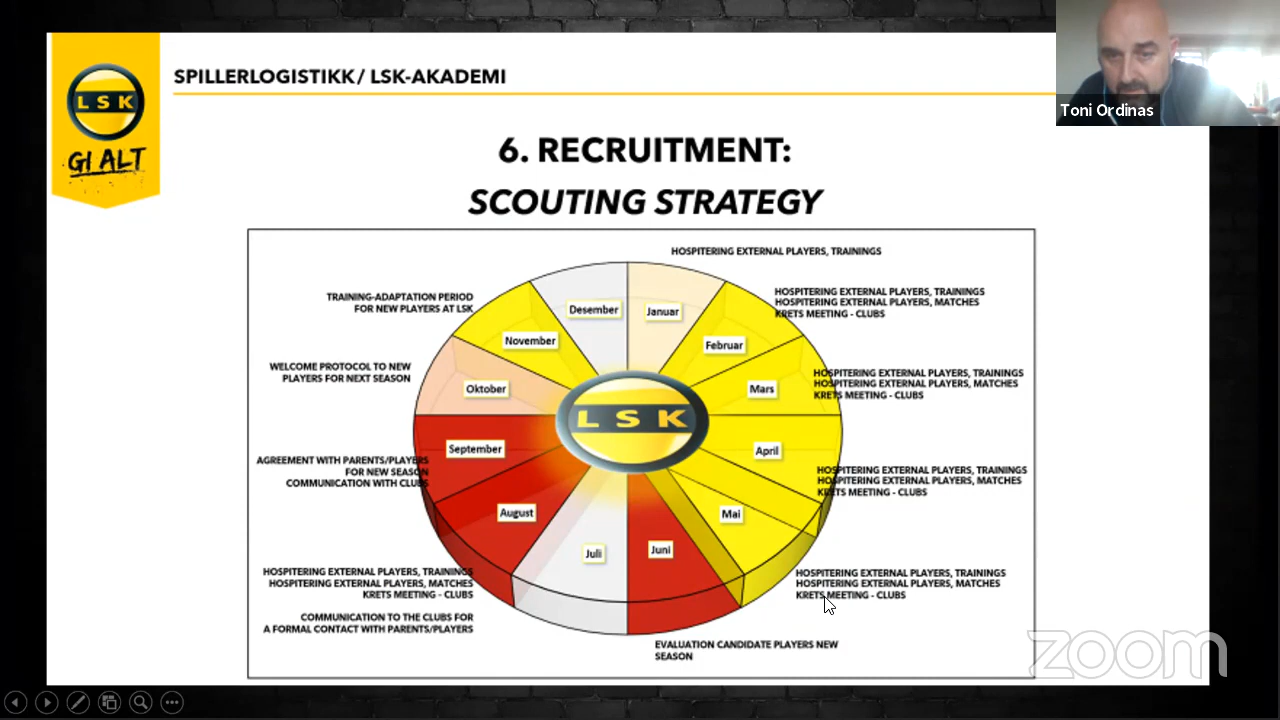 SPILLERLOGISTIKK/ LSK-AKADEMI
LSK
GI ALT
Toni Ordinas
6. RECRUITMENT:
SCOUTING STRATEGY
HOSPITERING EXTERNAL PLAYERS, TRAININGS
Desember
Januar
TRAINING-ADAPTATION PERIOD
FOR NEW PLAYERS AT LSK
HOSPITERING EXTERNAL PLAYERS, TRAININGS
HOSPITERING EXTERNAL PLAYERS, MATCHES
KRETS MEETING - CLUBS
November
Februar
WELCOME PROTOCOL TO NEW
PLAYERS FOR NEXT SEASON
Oktober
Mars
HOSPITERING EXTERNAL PLAYERS, TRAININGS
HOSPITERING EXTERNAL PLAYERS, MATCHES
KRETS MEETING - CLUBS
LSK
September
April
AGREEMENT WITH PARENTS/PLAYERS
FOR NEW SEASON
COMMUNICATION WITH CLUBS
HOSPITERING EXTERNAL PLAYERS, TRAININGS
HOSPITERING EXTERNAL PLAYERS, MATCHES
KRETS MEETING - CLUBS
August
Mai
Juli
Juni
HOSPITERING EXTERNAL PLAYERS, TRAININGS
HOSPITERING EXTERNAL PLAYERS, MATCHES
KRETS MEETING - CLUBS
COMMUNICATION TO THE CLUBS FOR
A FORMAL CONTACT WITH PARENTS/PLAYERS
HOSPITERING EXTERNAL PLAYERS, TRAININGS
HOSPITERING EXTERNAL PLAYERS, MATCHES
KRETS MEETING - CLUBS
EVALUATION CANDIDATE PLAYERS NEW
SEASON
zoom